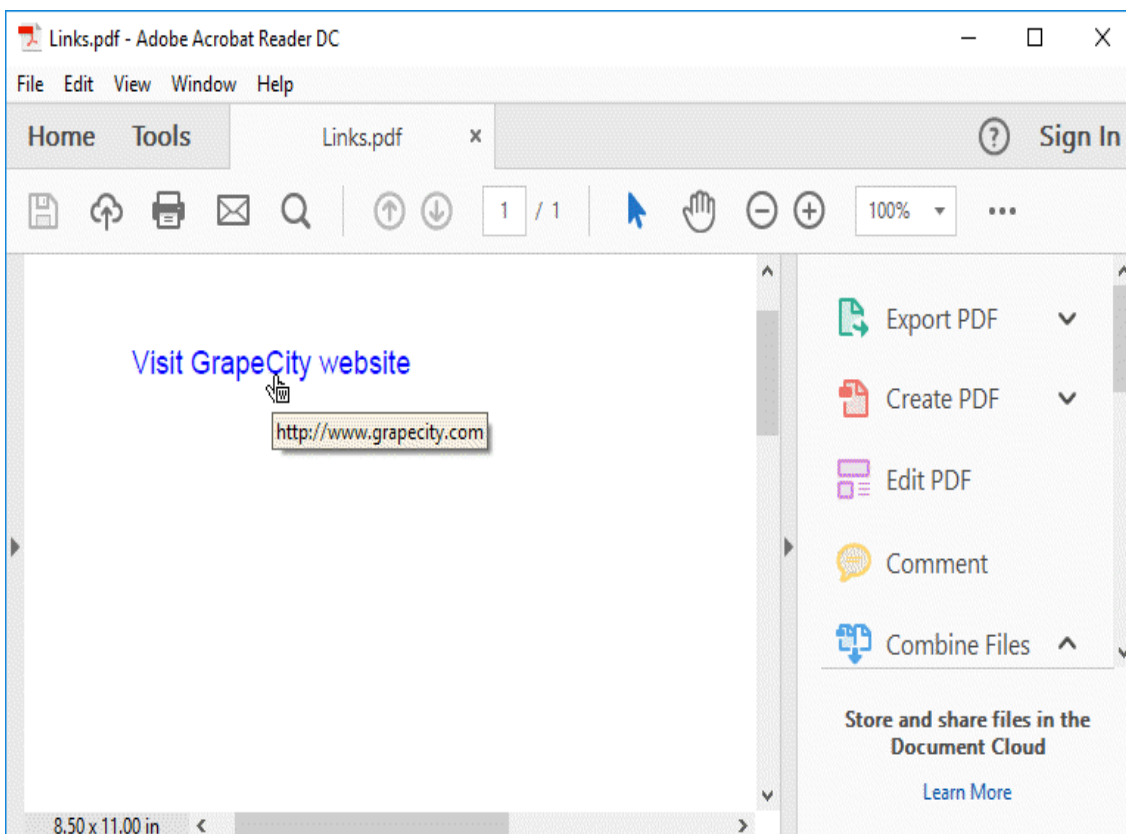 Links.pdf - Adobe Acrobat Reader DC
File Edit View Window Help
Home Tools Links.pdf × ? Sign In
1 / 1 100%
Visit GrapeCity website
http://www.grapecity.com
Export PDF
Create PDF
Edit PDF
Comment
Combine Files
Store and share files in the
Document Cloud
Learn More
8.50 x 11.00 in